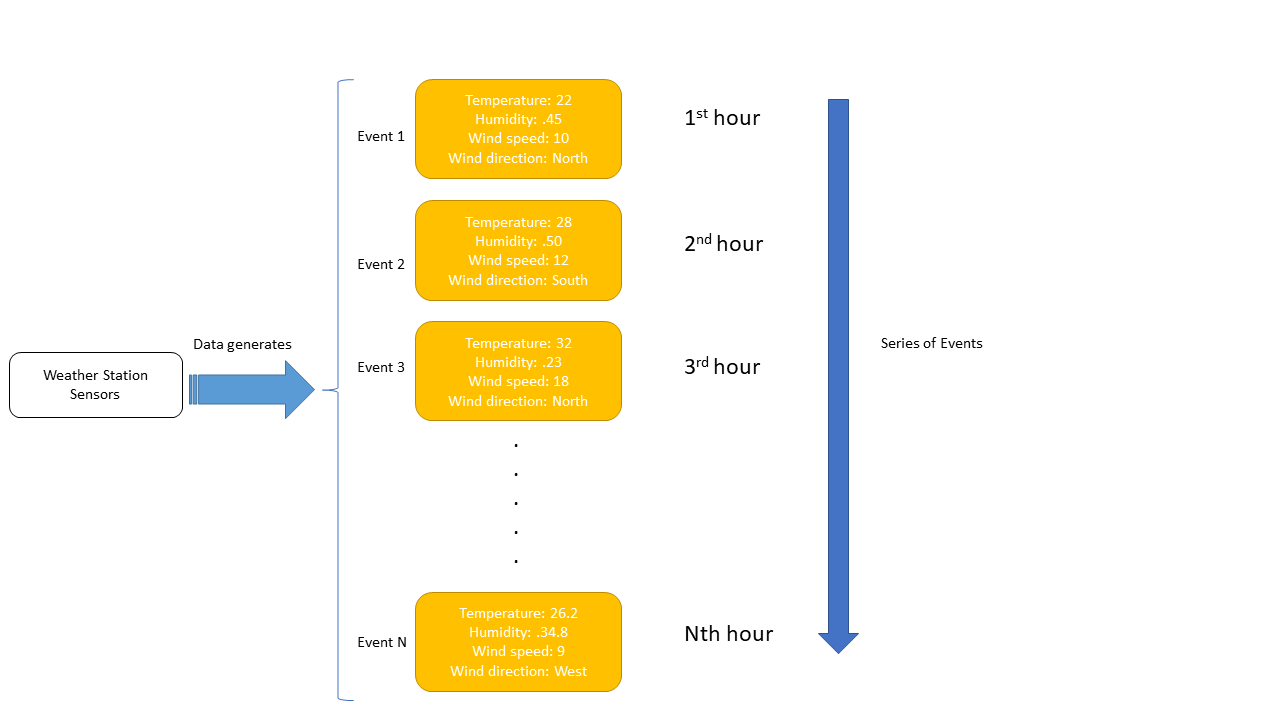 Weather Station
Sensors
Data generates
Event 1
Temperature: 22
Humidity: .45
Wind speed: 10
Wind direction: North
1st hour
Event 2
Temperature: 28
Humidity: .50
Wind speed: 12
Wind direction: South
2nd hour
Event 3
Temperature: 32
Humidity: .23
Wind speed: 18
Wind direction: North
3rd hour
.
.
.
.
.
Event N
Temperature: 26.2
Humidity: .34.8
Wind speed: 9
Wind direction: West
Nth hour
Series of Events